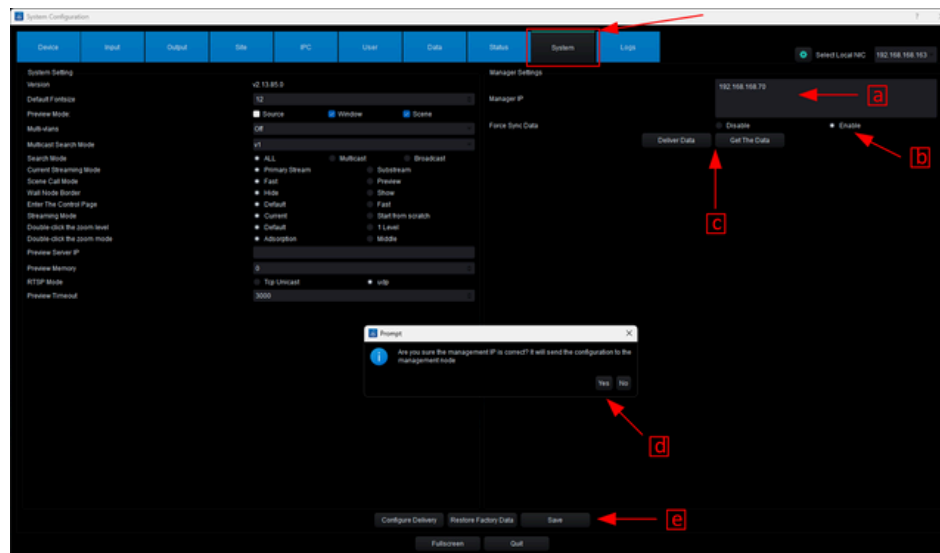 System Configuration ?
Device Input Output Site IPC User Data Status System Logs Select Local NIC 192.168.168.163
System Setting Manager Settings
Version v2.13.85.0
Default Fontsize 12
Manager IP 192.168.168.70
a
Preview Mode: Source Window Scene
Multi-vlans Off
Force Sync Data Disable Enable
b
Multicast Search Mode v1
Deliver Data Get The Data
c
Search Mode ALL Multicast Broadcast
Current Streaming Mode Primary Stream Substream
Scene Call Mode Fast Preview
Wall Node Border Hide Show
Enter The Control Page Default Fast
Streaming Mode Current Start from scratch
Double-click the zoom level Default 1 Level
Double-click the zoom mode Adsorption Middle
Preview Server IP
Preview Memory 0
RTSP Mode Tcp Unicast udp
Preview Timeout 3000
Prompt
Are you sure the management IP is correct? It will send the configuration to the
management node
Yes No
d
Configure Delivery Restore Factory Data Save
e
Fullscreen Quit